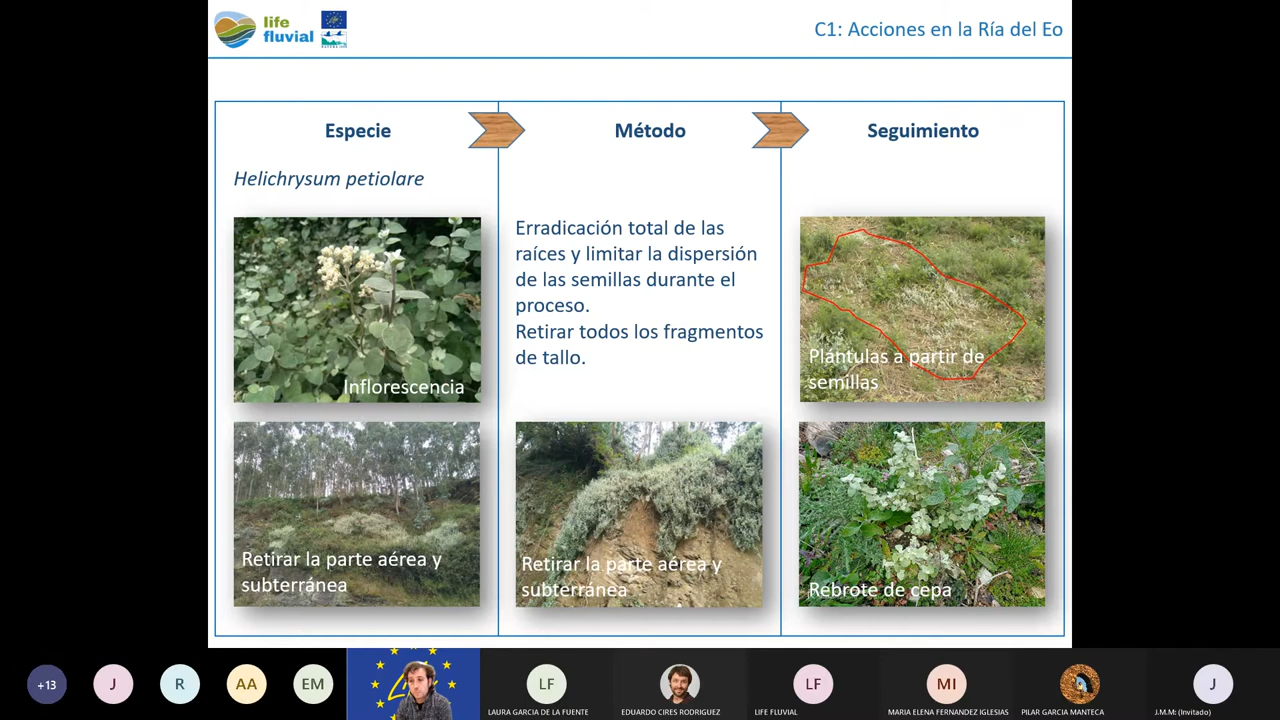 life
fluvial
C1: Acciones en la Ría del Eo
Especie
Método
Seguimiento
Helichrysum petiolare
Inflorescencia
Retirar la parte aérea y
subterránea
Erradicación total de las
raíces y limitar la dispersión
de las semillas durante el
proceso.
Retirar todos los fragmentos
de tallo.
Retirar la parte aérea y
subterránea
Plántulas a partir de
semillas
Rebrote de cepa
+13
J
R
AA
EM
LF
LAURA GARCIA DE LA FUENTE
EDUARDO CIRES RODRIGUEZ
LF
LIFE FLUVIAL
MI
MARIA ELENA FERNANDEZ IGLESIAS
PILAR GARCIA MANTECA
J
J.M.M: (Invitado)